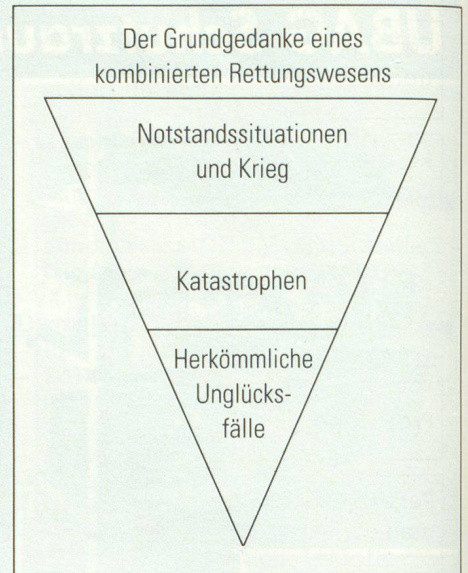 Der Grundgedanke eines
kombinierten Rettungswesens
Notstandssituationen
und Krieg
Katastrophen
Herkömmliche
Unglücks-
fälle